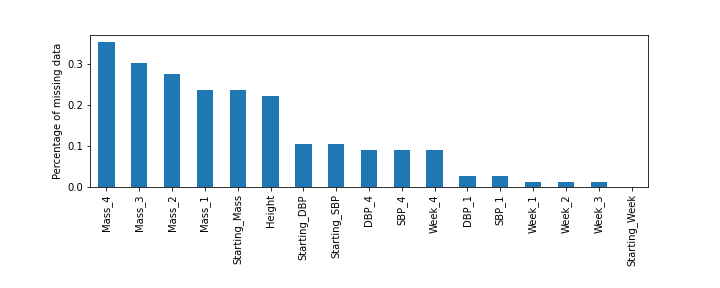 Percentage of missing data
0.3
0.2
0.1
0.0
Mass_4
Mass_3
Mass_2
Mass_1
Starting_Mass
Height
Starting_DBP
Starting_SBP
DBP_4
SBP_4
Week_4
DBP_1
SBP_1
Week_1
Week_2
Week_3
Starting_Week